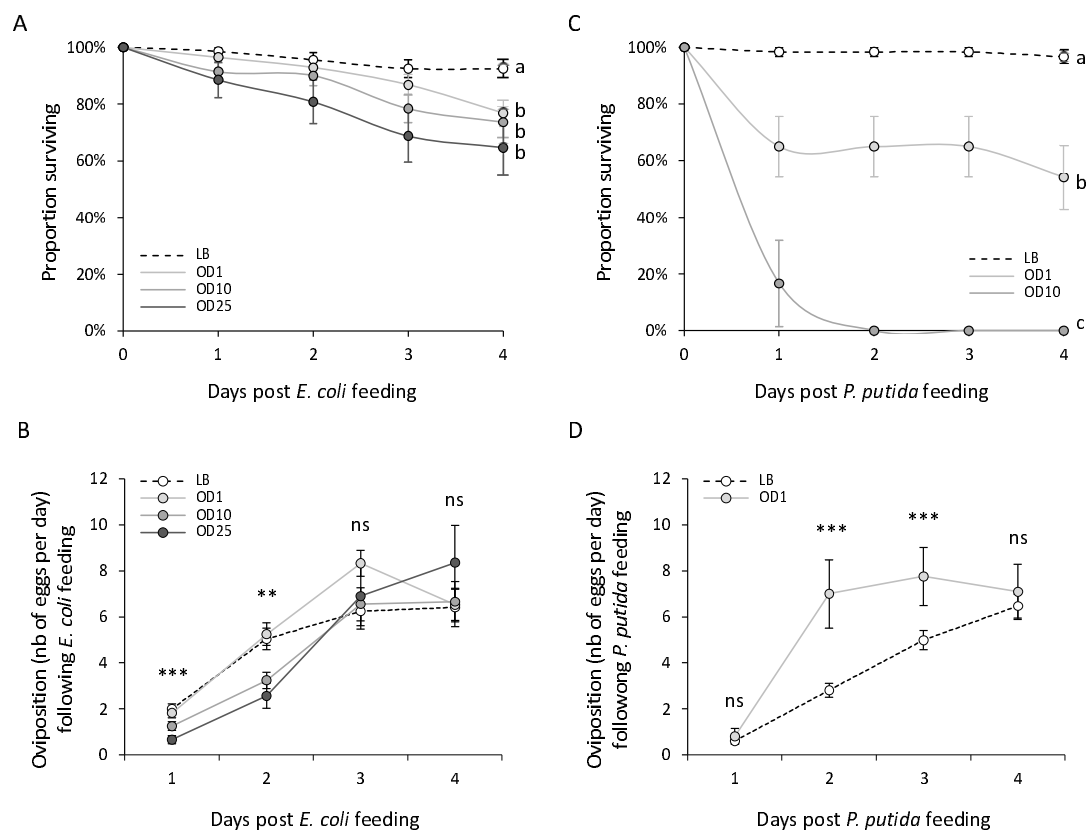 A
Proportion surviving
100%
80%
60%
40%
20%
0%
a
b
b
b
LB
OD1
OD10
OD25
0 1 2 3 4
Days post E. coli feeding
C
Proportion surviving
100%
80%
60%
40%
20%
0%
a
b
c
LB
OD1
OD10
0 1 2 3 4
Days post P. putida feeding
B
Oviposition (nb of eggs per day)
following E. coli feeding
12
10
8
6
4
2
0
LB
OD1
OD10
OD25
***
**
ns
ns
1 2 3 4
Days post E. coli feeding
D
Oviposition (nb of eggs per day)
followong P. putida feeding
12
10
8
6
4
2
0
LB
OD1
ns
***
***
ns
1 2 3 4
Days post P. putida feeding